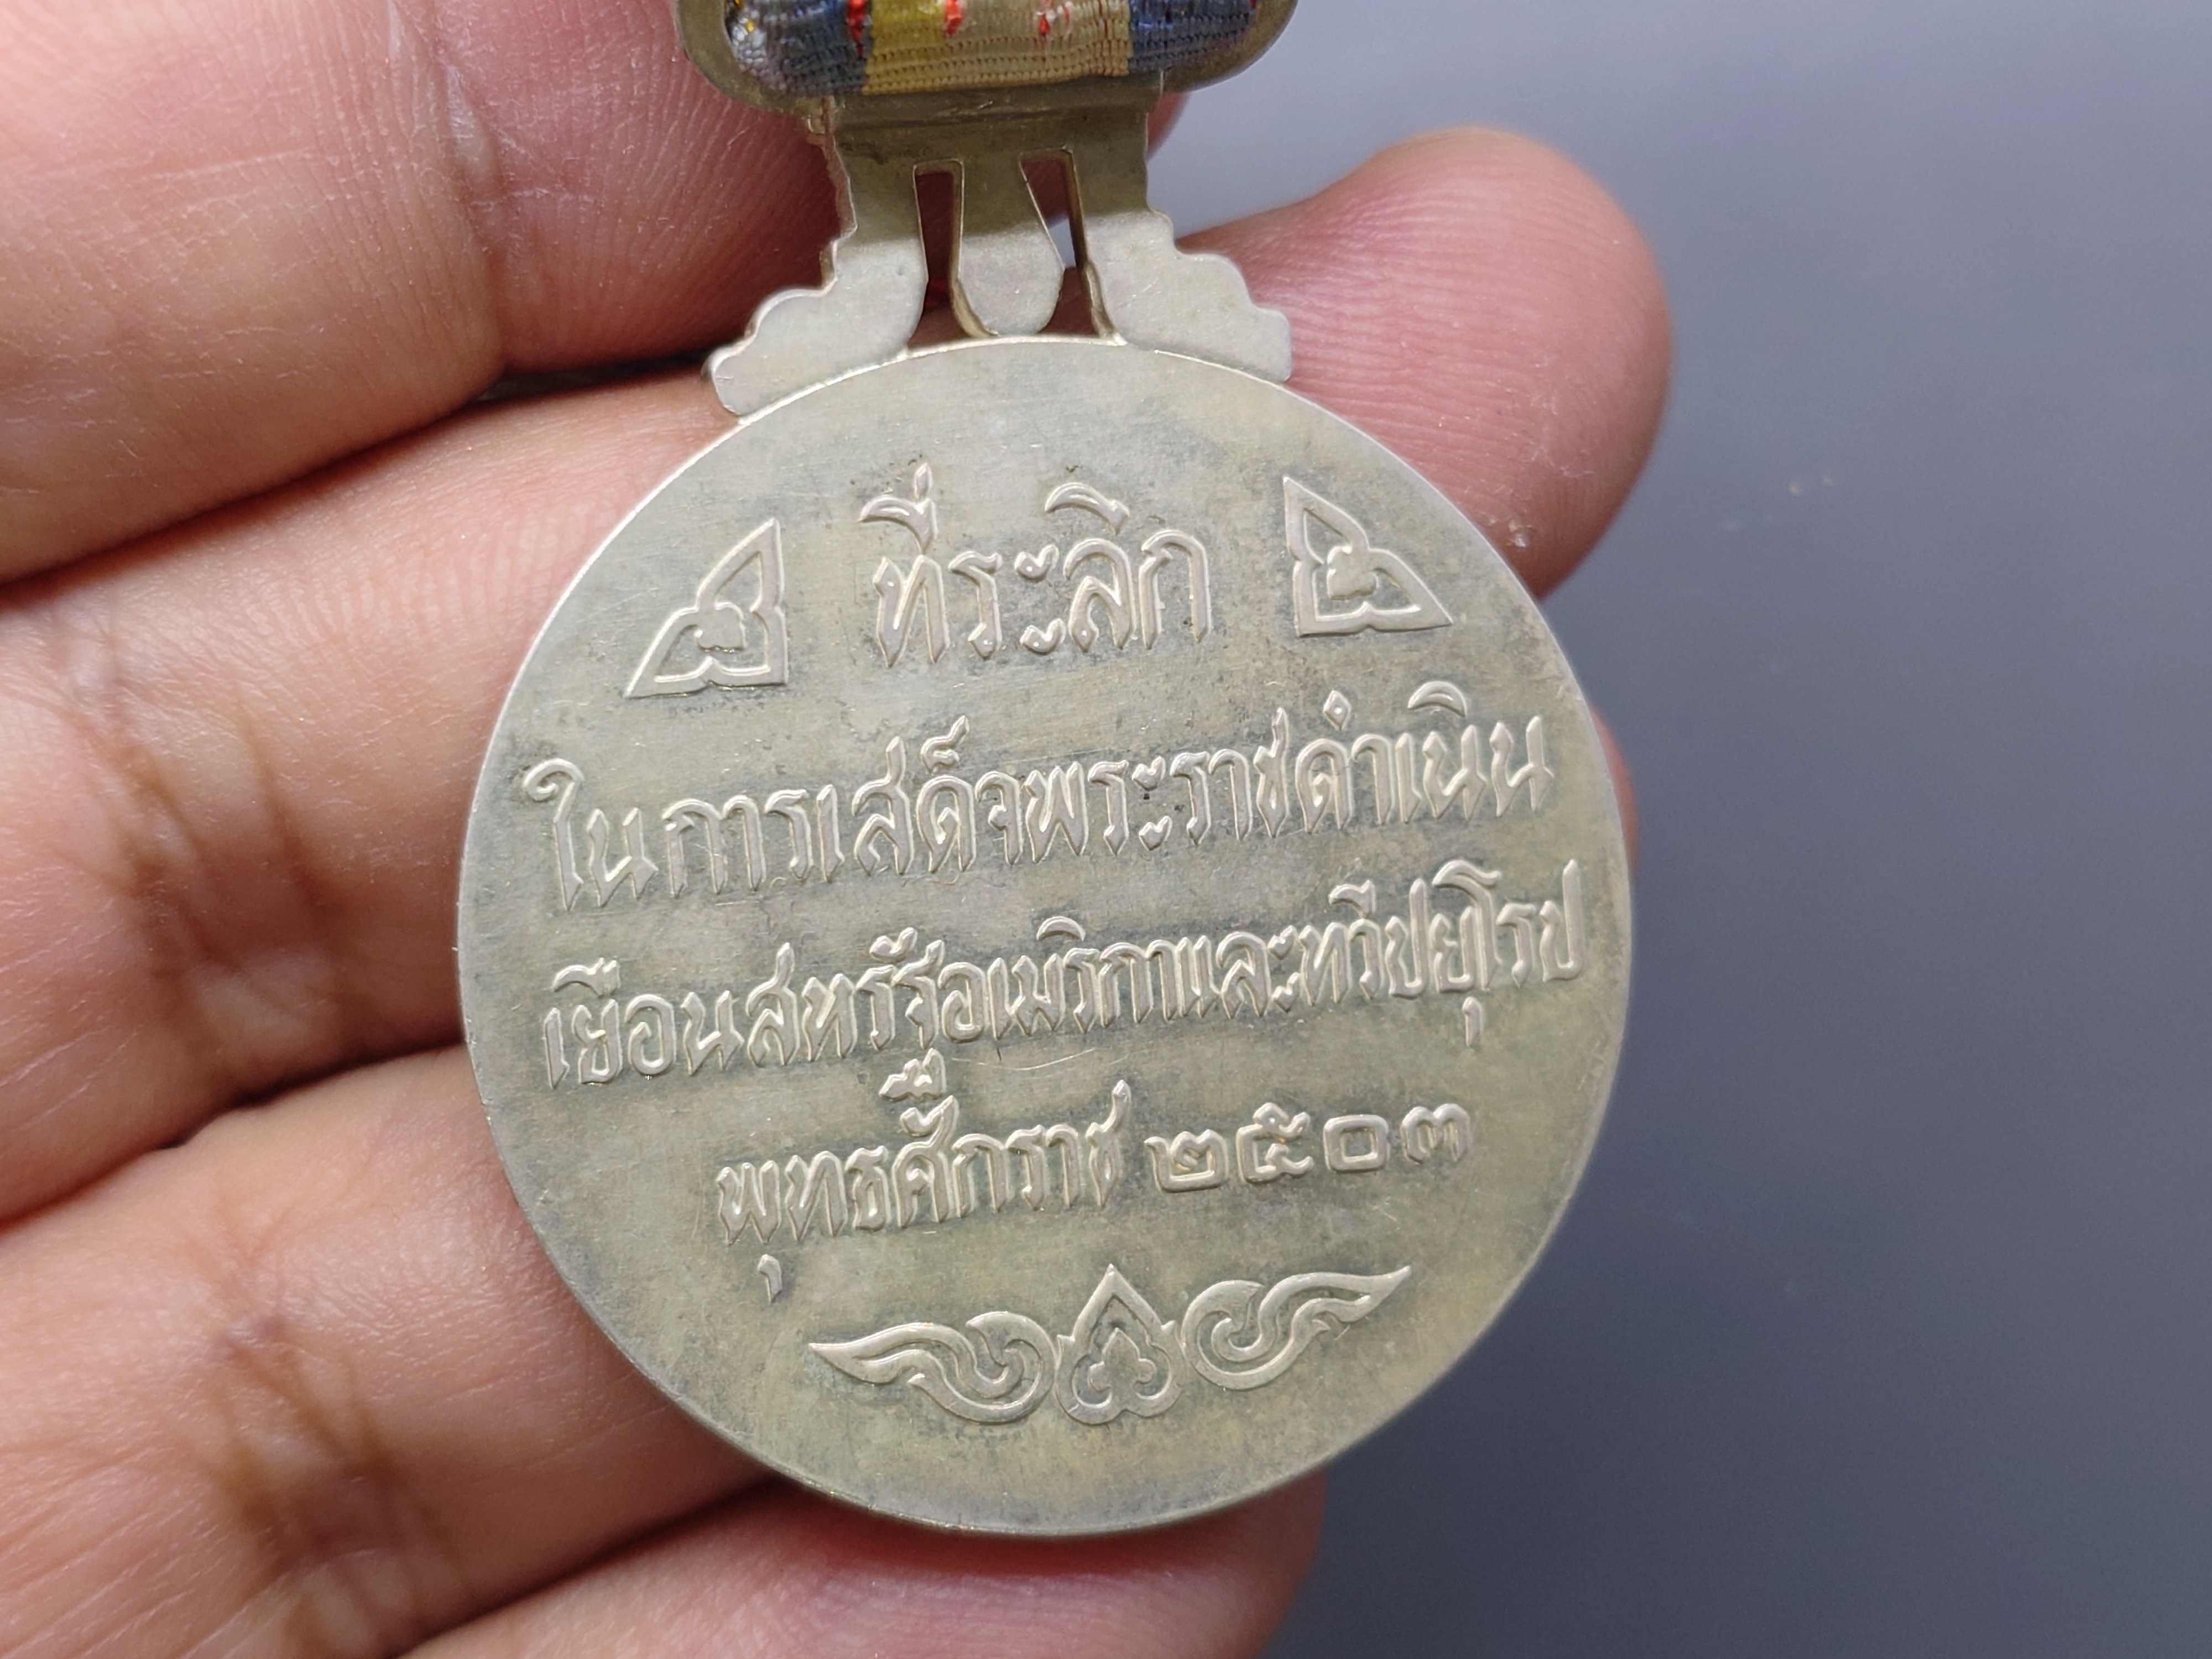 ที่ระลึก
ในการเสด็จพระราชดำเนิน
เยือนสหรัฐอเมริกาและทวีปยุโรป
พุทธศักราช ๒๕๐๓